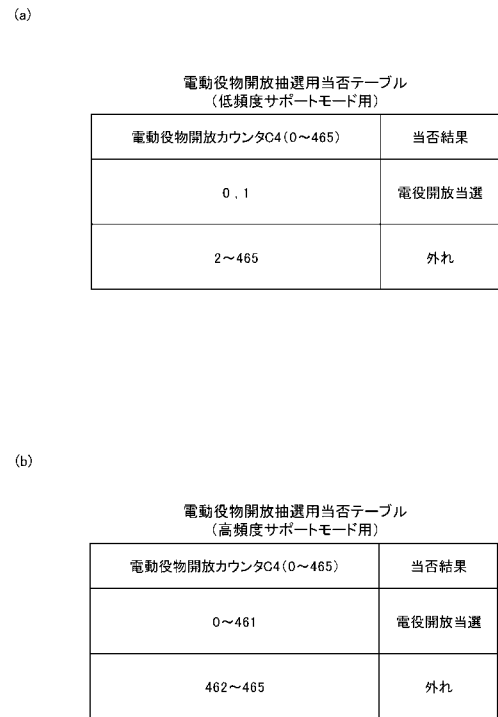 (a)
電動役物開放抽選用当否テーブル
(低頻度サポートモード用)
電動役物開放カウンタC4(0～465) 当否結果
0,1 電役開放当選
2～465 外れ
(b)
電動役物開放抽選用当否テーブル
(高頻度サポートモード用)
電動役物開放カウンタC4(0～465) 当否結果
0～461 電役開放当選
462～465 外れ